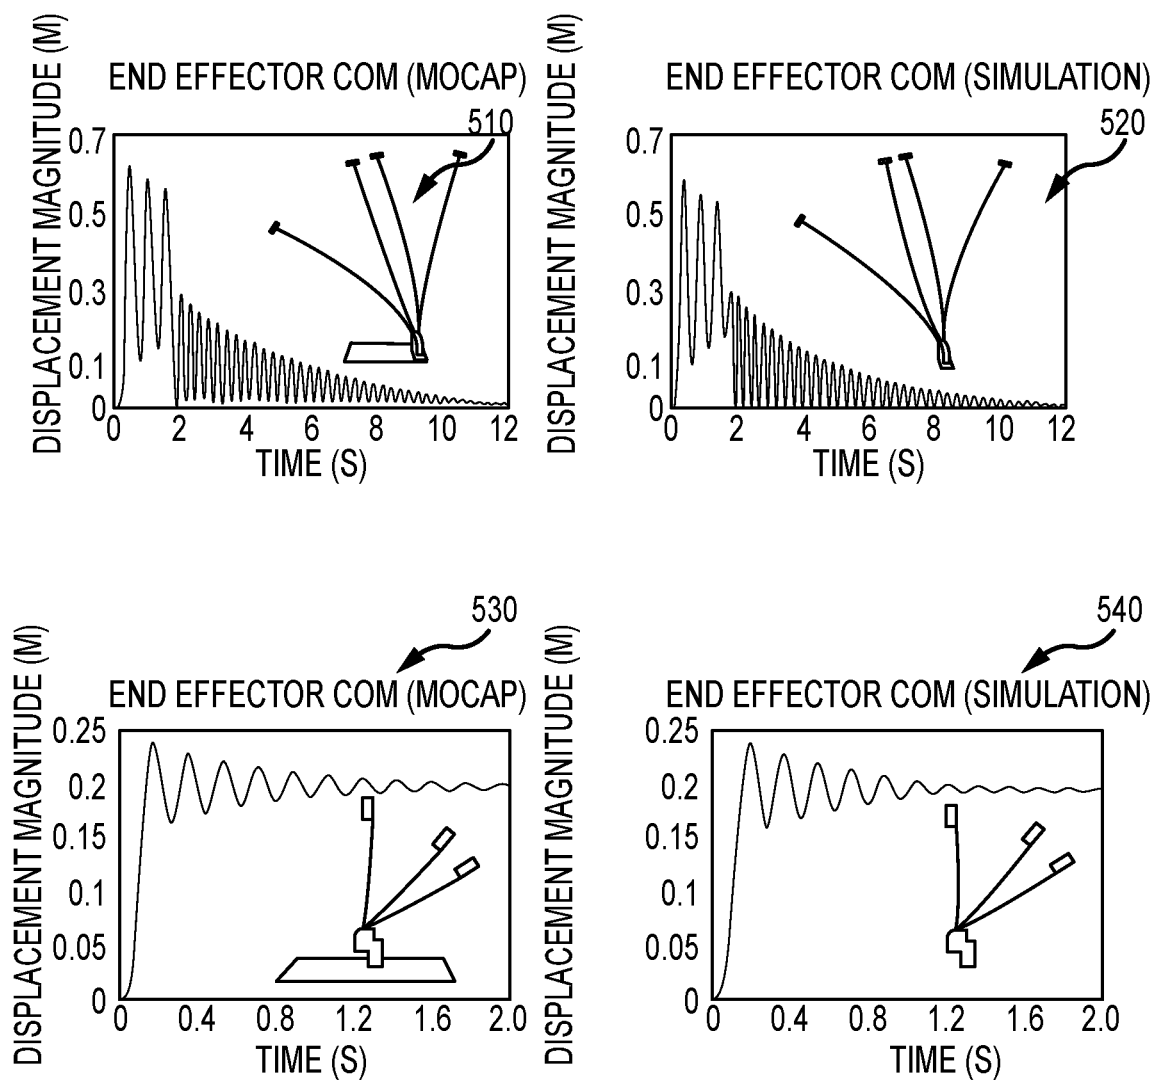 END EFFECTOR COM (MOCAP)
510
DISPLACEMENT MAGNITUDE (M)
0.7
0.5
0.3
0.1
0
0 2 4 6 8 10 12
TIME (S)
END EFFECTOR COM (SIMULATION)
520
DISPLACEMENT MAGNITUDE (M)
0.7
0.5
0.3
0.1
0
0 2 4 6 8 10 12
TIME (S)
530
END EFFECTOR COM (MOCAP)
DISPLACEMENT MAGNITUDE (M)
0.25
0.2
0.15
0.1
0.05
0
0 0.4 0.8 1.2 1.6 2.0
TIME (S)
540
END EFFECTOR COM (SIMULATION)
DISPLACEMENT MAGNITUDE (M)
0.25
0.2
0.15
0.1
0.05
0
0 0.4 0.8 1.2 1.6 2.0
TIME (S)